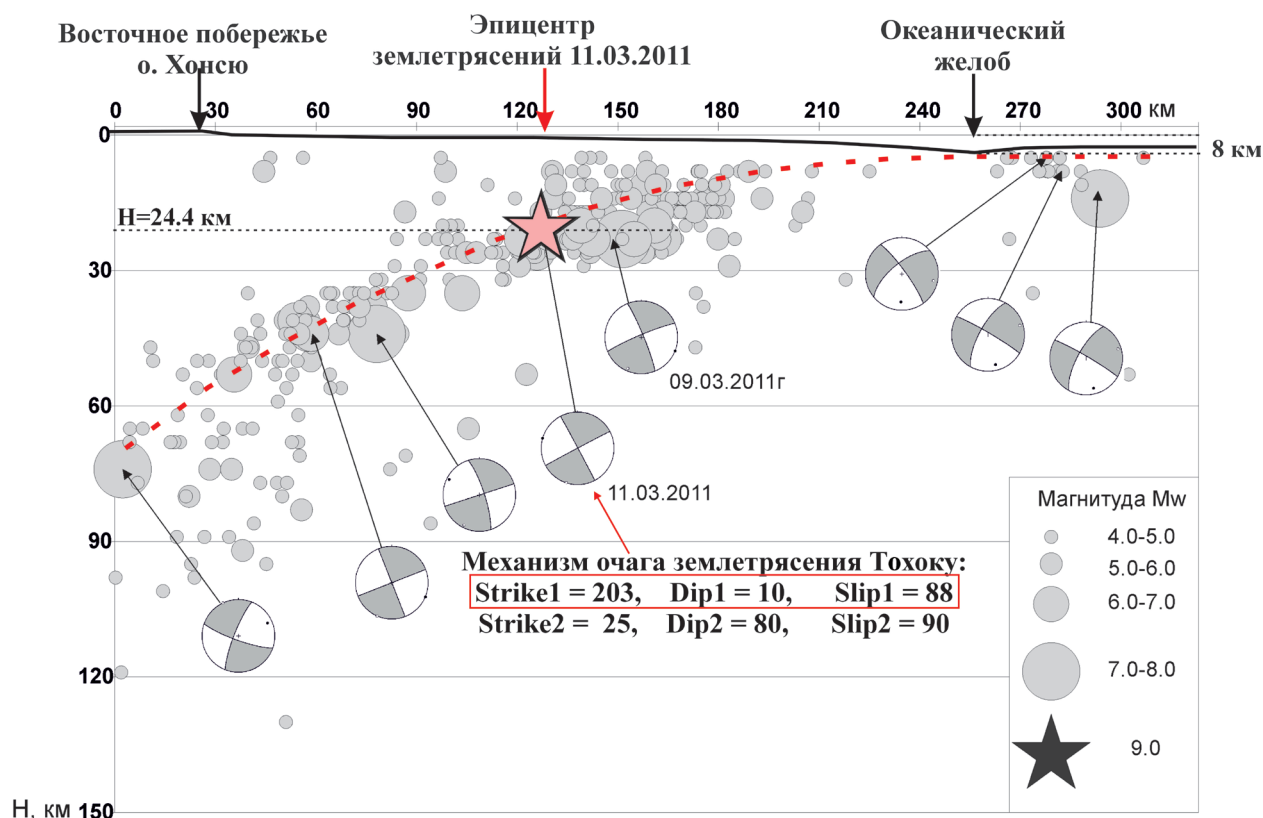 Восточное побережье
о. Хонсю
Эпицентр
землетрясений 11.03.2011
Океанический
желоб
0 30 60 90 120 150 180 210 240 270 300 км
0
8 км
H=24.4 км
30
09.03.2011г
60
11.03.2011
90
Механизм очага землетрясения Тохоку:
Strike1 = 203, Dip1 = 10, Slip1 = 88
Strike2 = 25, Dip2 = 80, Slip2 = 90
120
Н. км 150
Магнитуда Mw
4.0-5.0
5.0-6.0
6.0-7.0
7.0-8.0
9.0